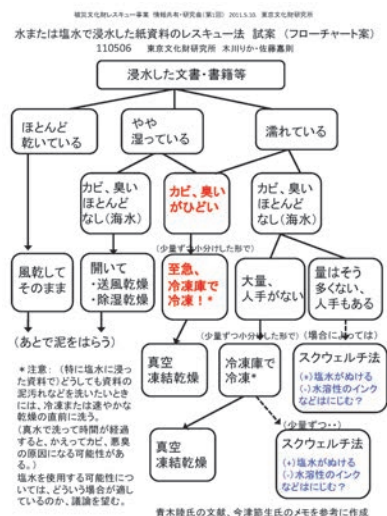 被災文化財レスキュー事業 情報共有・研究会(第1回) 2011.5.10. 東京文化財研究所
水または塩水で浸水した紙資料のレスキュー法 試案 (フローチャート案)
110506 東京文化財研究所 木川りか・佐藤嘉則
浸水した文書・書籍等
ほとんど
乾いている
やや
湿っている
濡れている
カビ、臭い
ほとんど
なし(海水)
カビ、臭い
がひどい
カビ、臭い
ほとんど
なし(海水)
(少量ずつ小分けした形で)
風乾して
そのまま
開いて
・送風乾燥
・除湿乾燥
至急、
冷凍庫で
冷凍!*
大量、
人手がない
量はそう
多くない、
人手もある
(あとで泥をはらう)
(少量ずつ小分けした形で)
(場合によっては)
真空
凍結乾燥
冷凍庫で
冷凍*
スクウェルチ法
(+)塩水がぬける
(-)水溶性のインク
などはにじむ?
*注意: (特に塩水に浸
った資料で)どうしても資料の
泥汚れなどを洗いたいとき
には、冷凍または速やかな
乾燥の直前に洗う。
(真水で洗って時間が経過
すると、かえってカビ、悪臭
の原因になる可能性があ
る。)
塩水を使用する可能性に
ついては、どういう場合が適し
ているのか、議論を望む。
真空
凍結乾燥
(少量ずつ・・)
スクウェルチ法
(+)塩水がぬける
(-)水溶性のインク
などはにじむ?
青木睦氏の文献、今津節生氏のメモを参考に作成